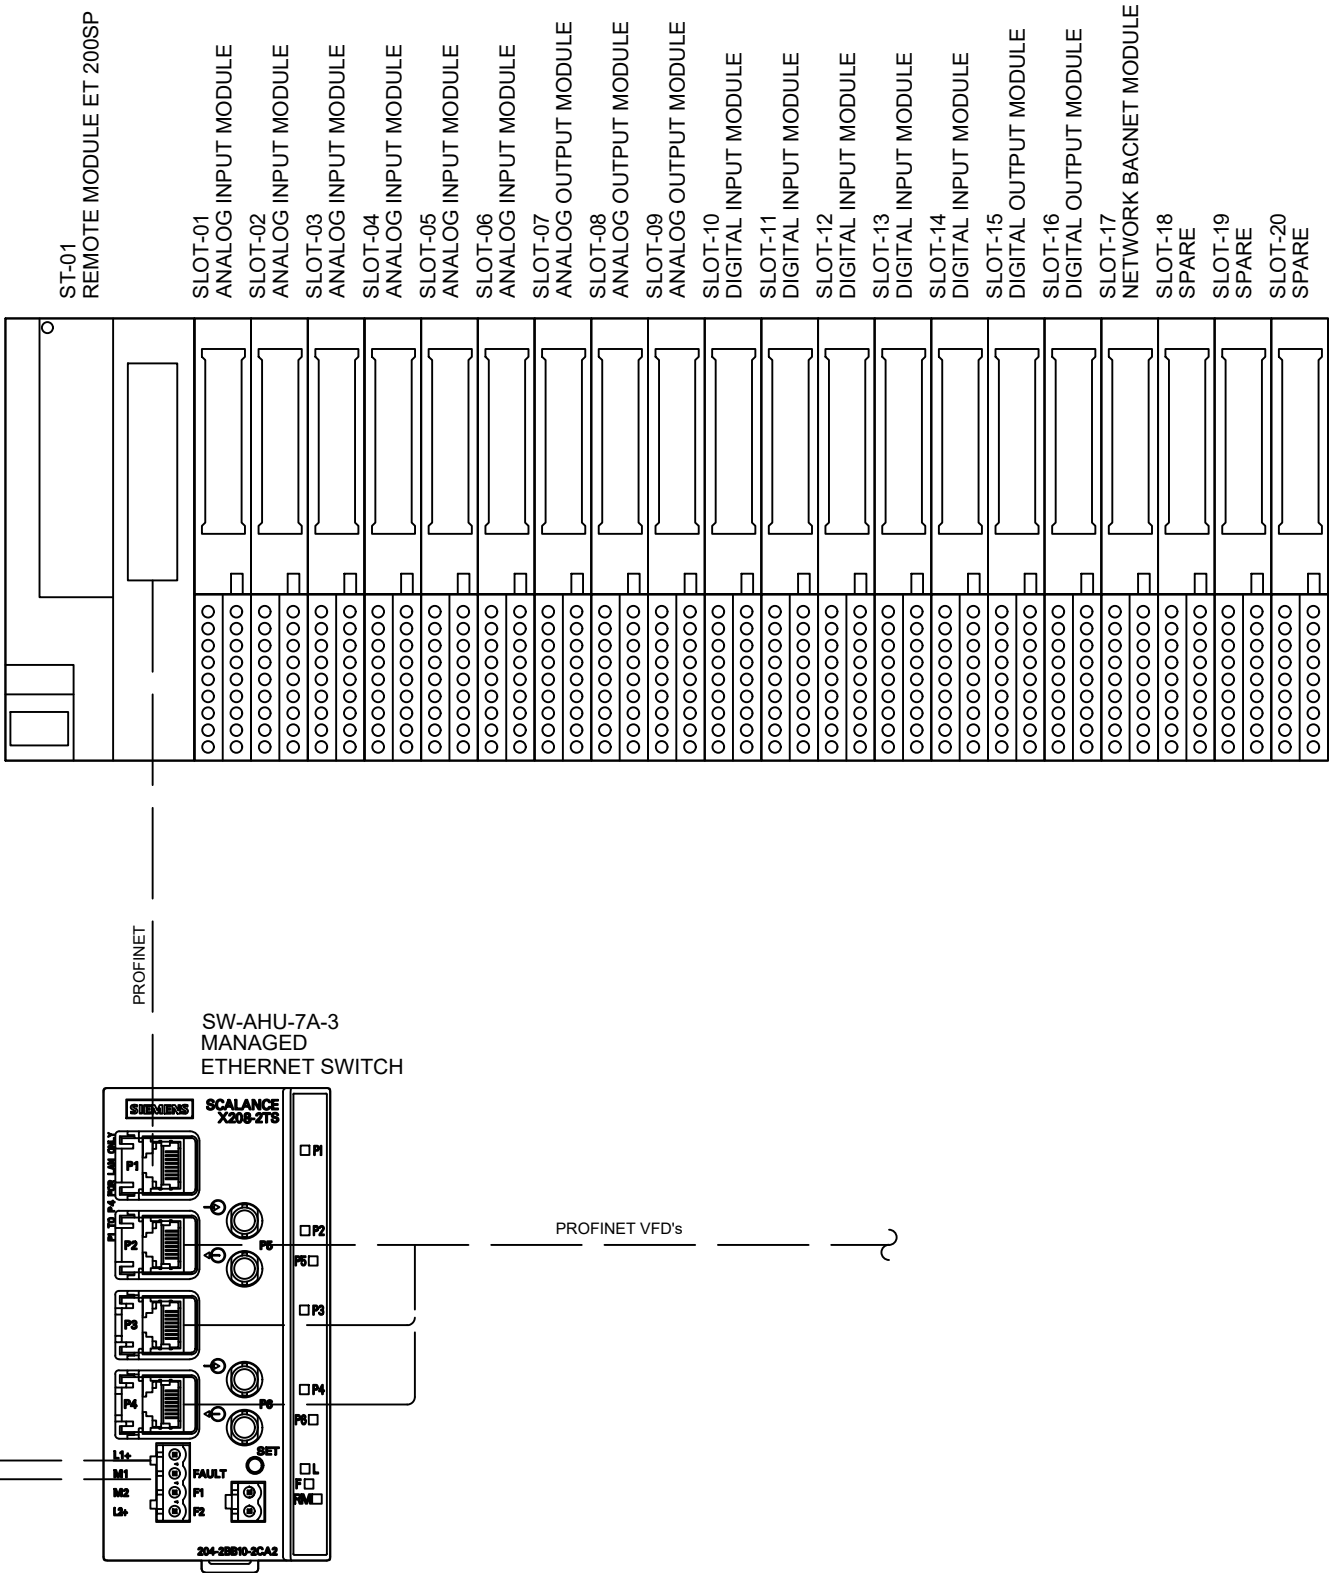 ST-01
REMOTE MODULE ET 200SP
SLOT-01
ANALOG INPUT MODULE
SLOT-02
ANALOG INPUT MODULE
SLOT-03
ANALOG INPUT MODULE
SLOT-04
ANALOG INPUT MODULE
SLOT-05
ANALOG INPUT MODULE
SLOT-06
ANALOG INPUT MODULE
SLOT-07
ANALOG OUTPUT MODULE
SLOT-08
ANALOG OUTPUT MODULE
SLOT-09
ANALOG OUTPUT MODULE
SLOT-10
DIGITAL INPUT MODULE
SLOT-11
DIGITAL INPUT MODULE
SLOT-12
DIGITAL INPUT MODULE
SLOT-13
DIGITAL INPUT MODULE
SLOT-14
DIGITAL INPUT MODULE
SLOT-15
DIGITAL OUTPUT MODULE
SLOT-16
DIGITAL OUTPUT MODULE
SLOT-17
NETWORK BACNET MODULE
SLOT-18
SPARE
SLOT-19
SPARE
SLOT-20
SPARE
PROFINET
SW-AHU-7A-3
MANAGED
ETHERNET SWITCH
SIEMENS
SCALANCE
X208-2TS
P1 TO P4 FOR LAN ONLY
P1
P1
P2
P5
P2
P5
PROFINET VFD's
P3
P3
P4
P6
P4
P6
SET
L1+
M1
FAULT
M2
F1
L2+
F2
L
F
RM
204-2BB10-2CA2